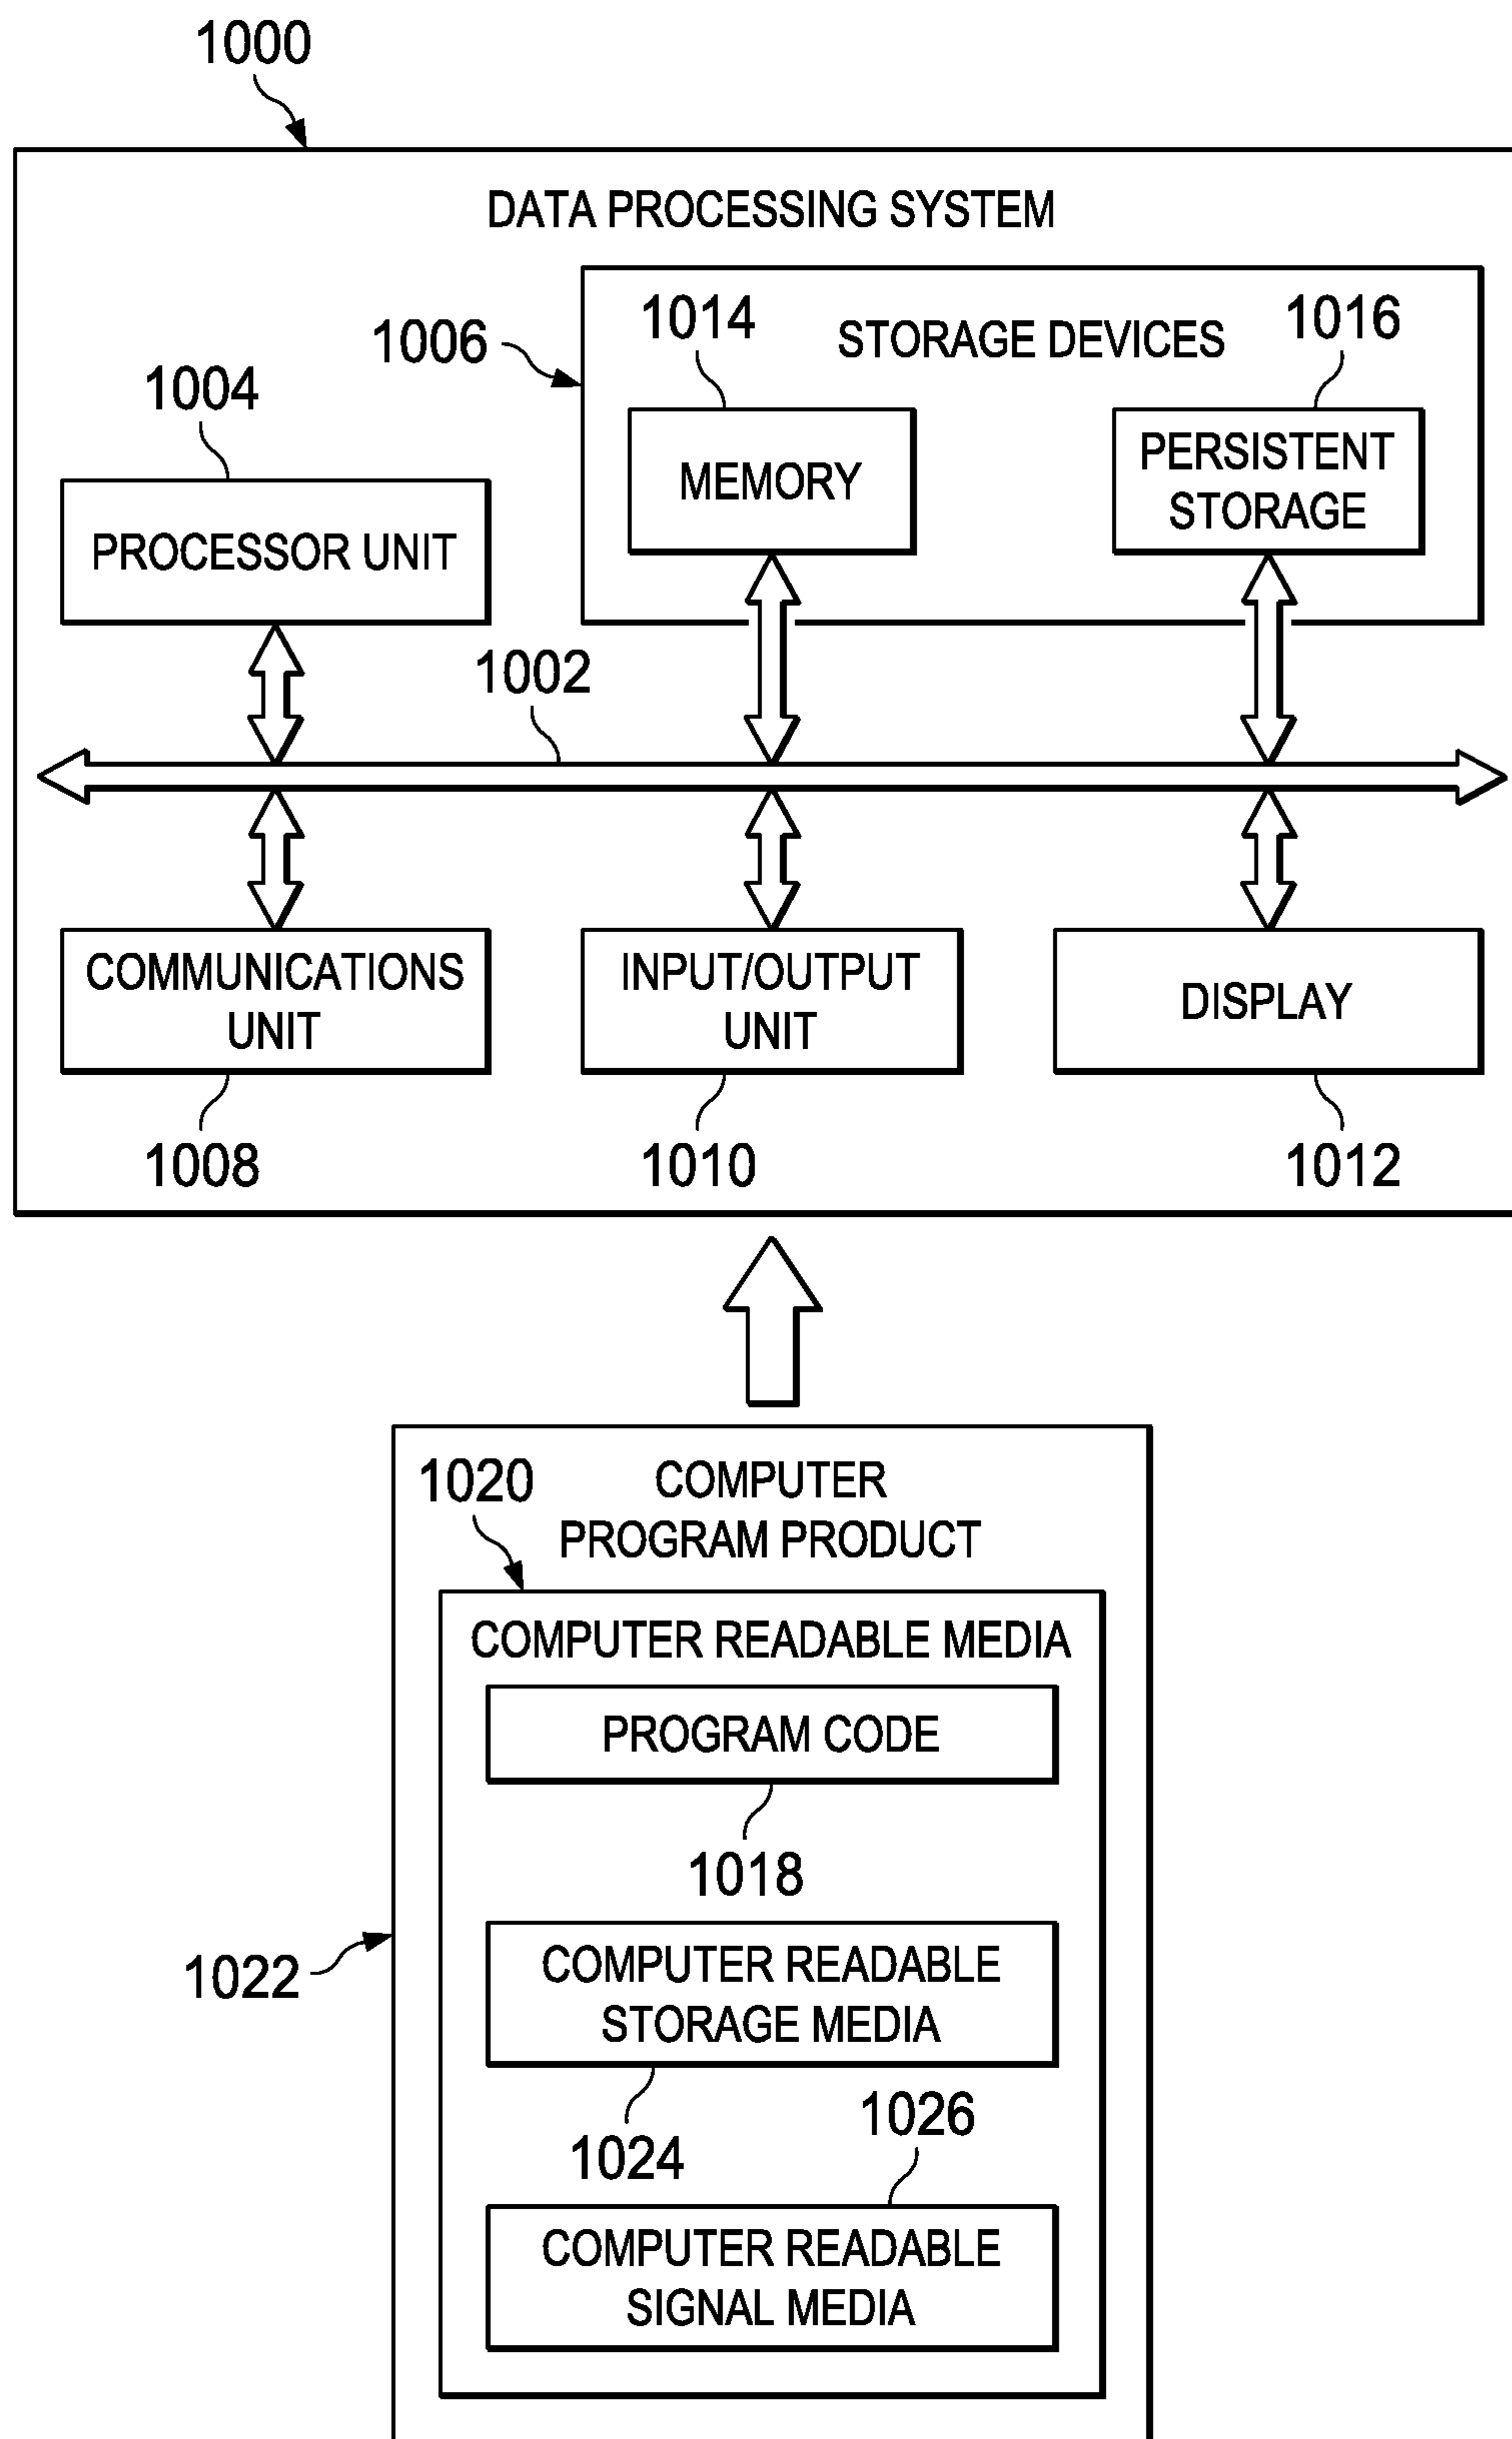 1000
DATA PROCESSING SYSTEM
1006
1014
STORAGE DEVICES
1016
1004
MEMORY
PERSISTENT
STORAGE
PROCESSOR UNIT
1002
COMMUNICATIONS
UNIT
INPUT/OUTPUT
UNIT
DISPLAY
1008
1010
1012
1020
COMPUTER
PROGRAM PRODUCT
COMPUTER READABLE MEDIA
PROGRAM CODE
1018
1022
COMPUTER READABLE
STORAGE MEDIA
1024
1026
COMPUTER READABLE
SIGNAL MEDIA